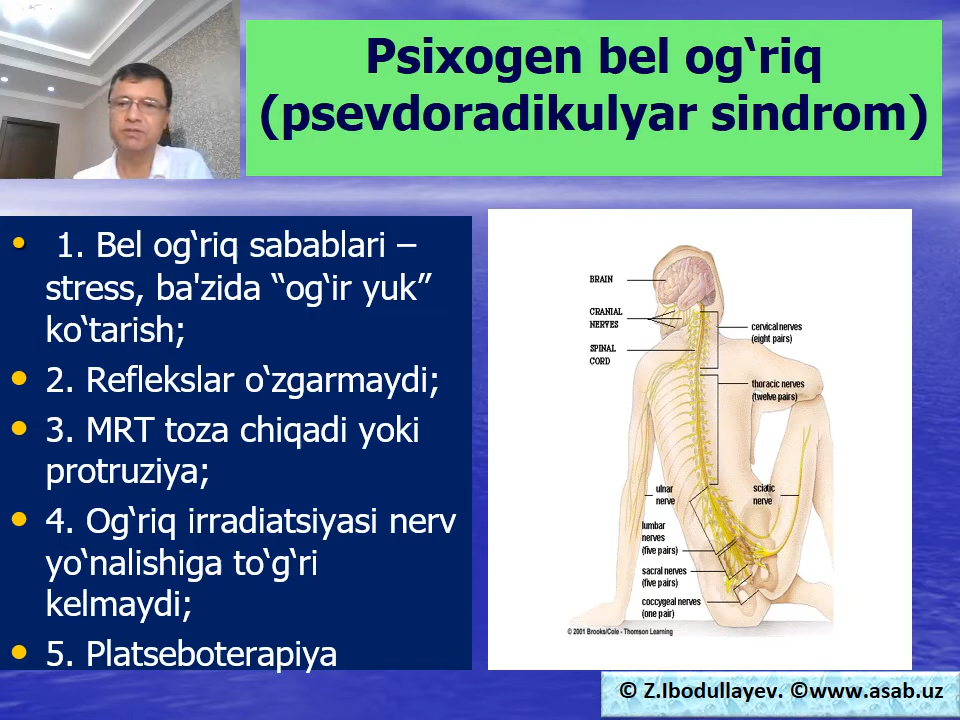 Psixogen bel og‘riq
(psevdoradikulyar sindrom)
• 1. Bel og‘riq sabablari –
stress, ba'zida “og‘ir yuk”
ko‘tarish;
• 2. Reflekslar o‘zgarmaydi;
• 3. MRT toza chiqadi yoki
protruziya;
• 4. Og‘riq irradiatsiyasi nerv
yo‘nalishiga to‘g‘ri
kelmaydi;
• 5. Platseboterapiya
BRAIN
CRANIAL
NERVES
SPINAL
CORD
cervical nerves
(eight pairs)
thoracic nerves
(twelve pairs)
ulnar
nerve
sciatic
nerve
lumbar
nerves
(five pairs)
sacral nerves
(five pairs)
coccygeal nerves
(one pair)
© 2001 Brooks/Cole - Thomson Learning
© Z.Ibodullayev. ©www.asab.uz